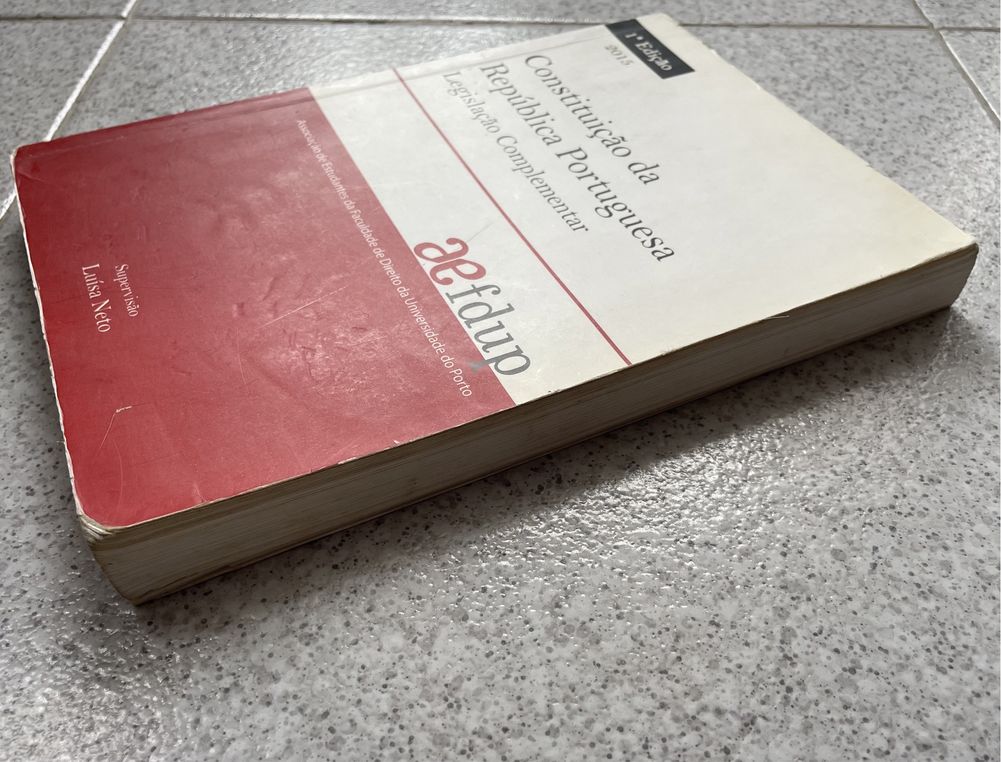 1ª Edição
2015
Constituição da
República Portuguesa
Legislação Complementar
aefdup
Associação de Estudantes da Faculdade de Direito da Universidade do Porto
Supervisão
Luísa Neto